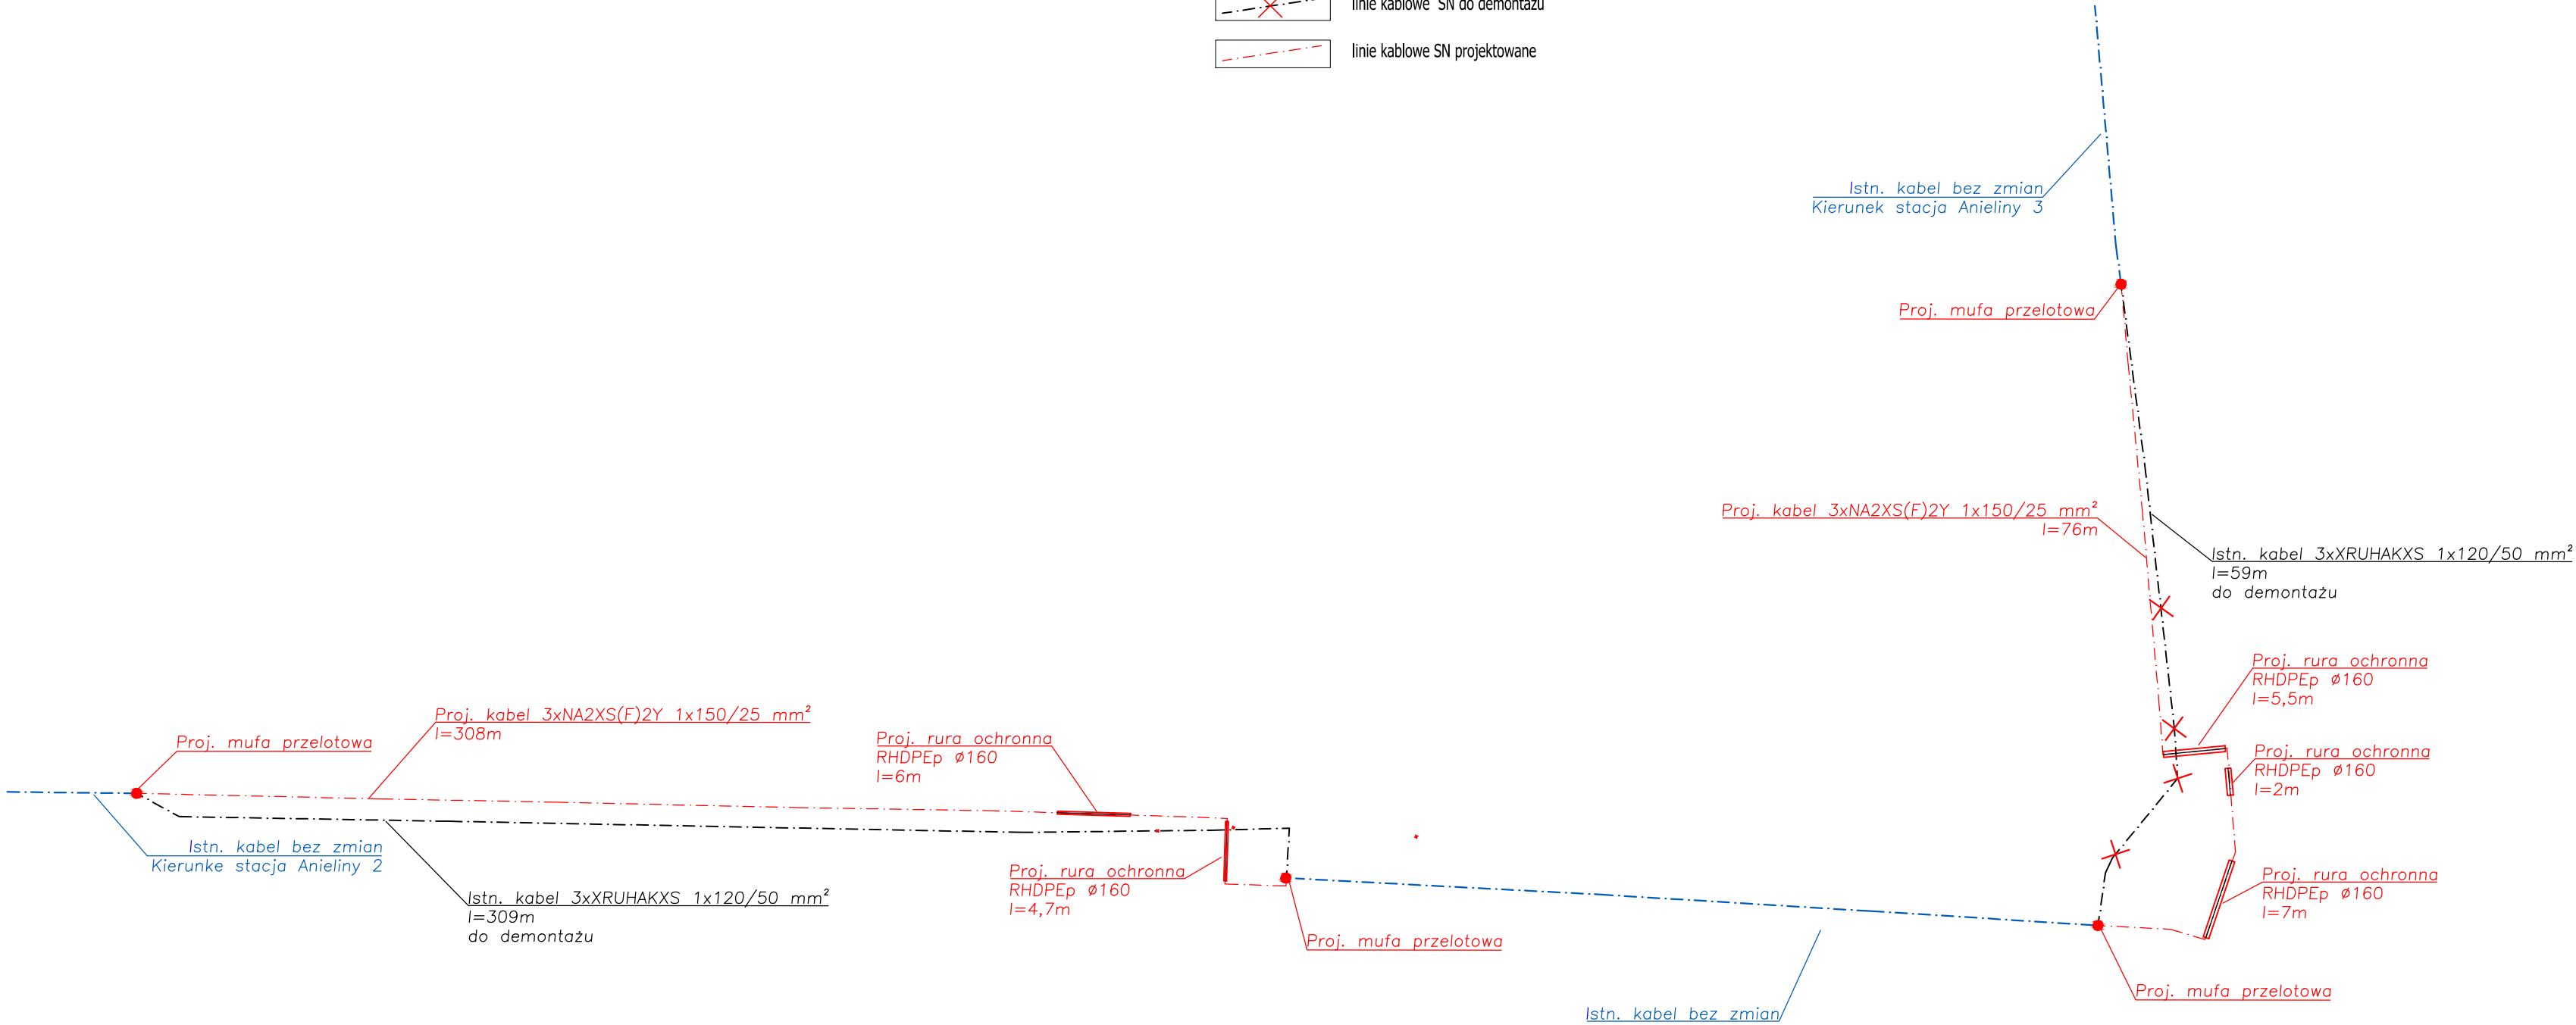 linie kablowe SN do demontażu
linie kablowe SN projektowane
Istn. kabel bez zmian
Kierunek stacja Anieliny 3
Proj. mufa przelotowa
Proj. kabel 3xNA2XS(F)2Y 1x150/25 mm²
l=76m
Istn. kabel 3xXRUHAKXS 1x120/50 mm²
l=59m
do demontażu
Proj. rura ochronna
RHDPEp ø160
l=5,5m
Proj. rura ochronna
RHDPEp ø160
l=2m
Proj. rura ochronna
RHDPEp ø160
l=7m
Proj. mufa przelotowa
Proj. kabel 3xNA2XS(F)2Y 1x150/25 mm²
l=308m
Proj. mufa przelotowa
Proj. rura ochronna
RHDPEp ø160
l=6m
Istn. kabel bez zmian
Kierunke stacja Anieliny 2
Istn. kabel 3xXRUHAKXS 1x120/50 mm²
l=309m
do demontażu
Proj. rura ochronna
RHDPEp ø160
l=4,7m
Proj. mufa przelotowa
Istn. kabel bez zmian